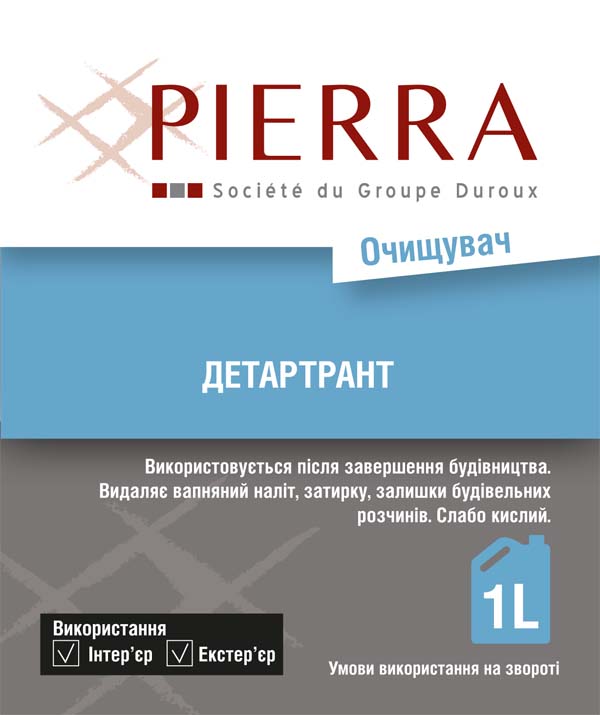 PIERRA
Société du Groupe Duroux
Очищувач
ДЕТАРТРАНТ
Використовується після завершення будівництва.
Видаляє вапняний наліт, затирку, залишки будівельних
розчинів. Слабо кислий.
1L
Використання
Інтер'єр Екстер'єр
Умови використання на звороті